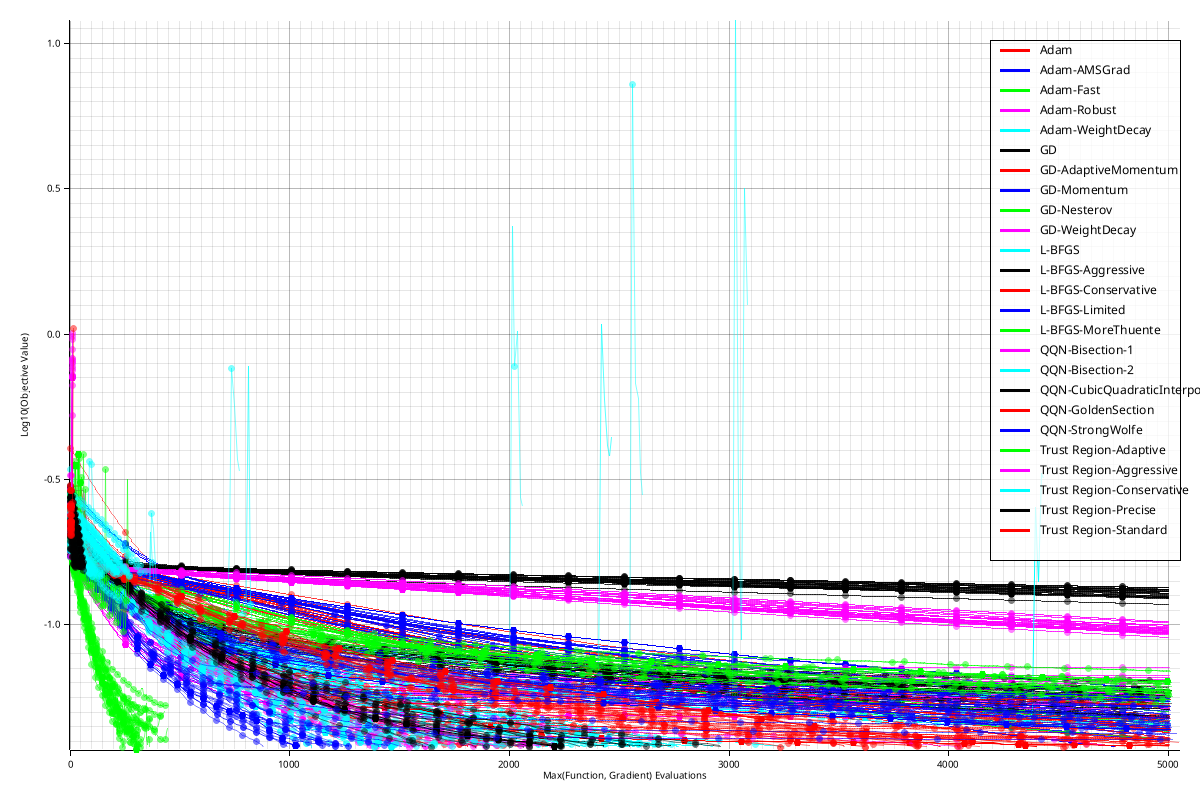 1.0
0.5
0.0
-0.5
-1.0
Log10(Objective Value)
0
1000
2000
3000
4000
5000
Max(Function, Gradient) Evaluations
Adam
Adam-AMSGrad
Adam-Fast
Adam-Robust
Adam-WeightDecay
GD
GD-AdaptiveMomentum
GD-Momentum
GD-Nesterov
GD-WeightDecay
L-BFGS
L-BFGS-Aggressive
L-BFGS-Conservative
L-BFGS-Limited
L-BFGS-MoreThuente
QQN-Bisection-1
QQN-Bisection-2
QQN-CubicQuadraticInterpo
QQN-GoldenSection
QQN-StrongWolfe
Trust Region-Adaptive
Trust Region-Aggressive
Trust Region-Conservative
Trust Region-Precise
Trust Region-Standard